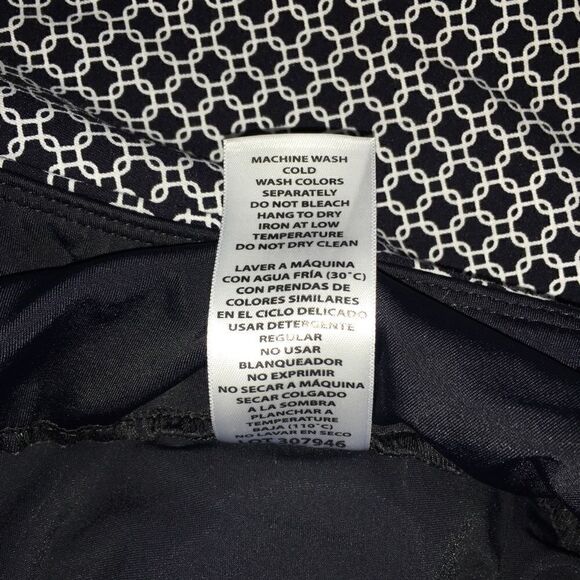 MACHINE WASH
COLD
WASH COLORS
SEPARATELY
DO NOT BLEACH
HANG TO DRY
IRON AT LOW
TEMPERATURE
DO NOT DRY CLEAN
LAVER A MÁQUINA
CON AGUA FRÍA (30°C)
CON PRENDAS DE
COLORES SIMILARES
EN EL CICLO DELICADO
USAR DETERGENTE
REGULAR
NO USAR
BLANQUEADOR
NO EXPRIMIR
NO SECAR A MÁQUINA
SECAR COLGADO
A LA SOMBRA
PLANCHAR A
TEMPERATURE
BAJA (110°C)
NO LAVAR EN SECO
LOT 307946